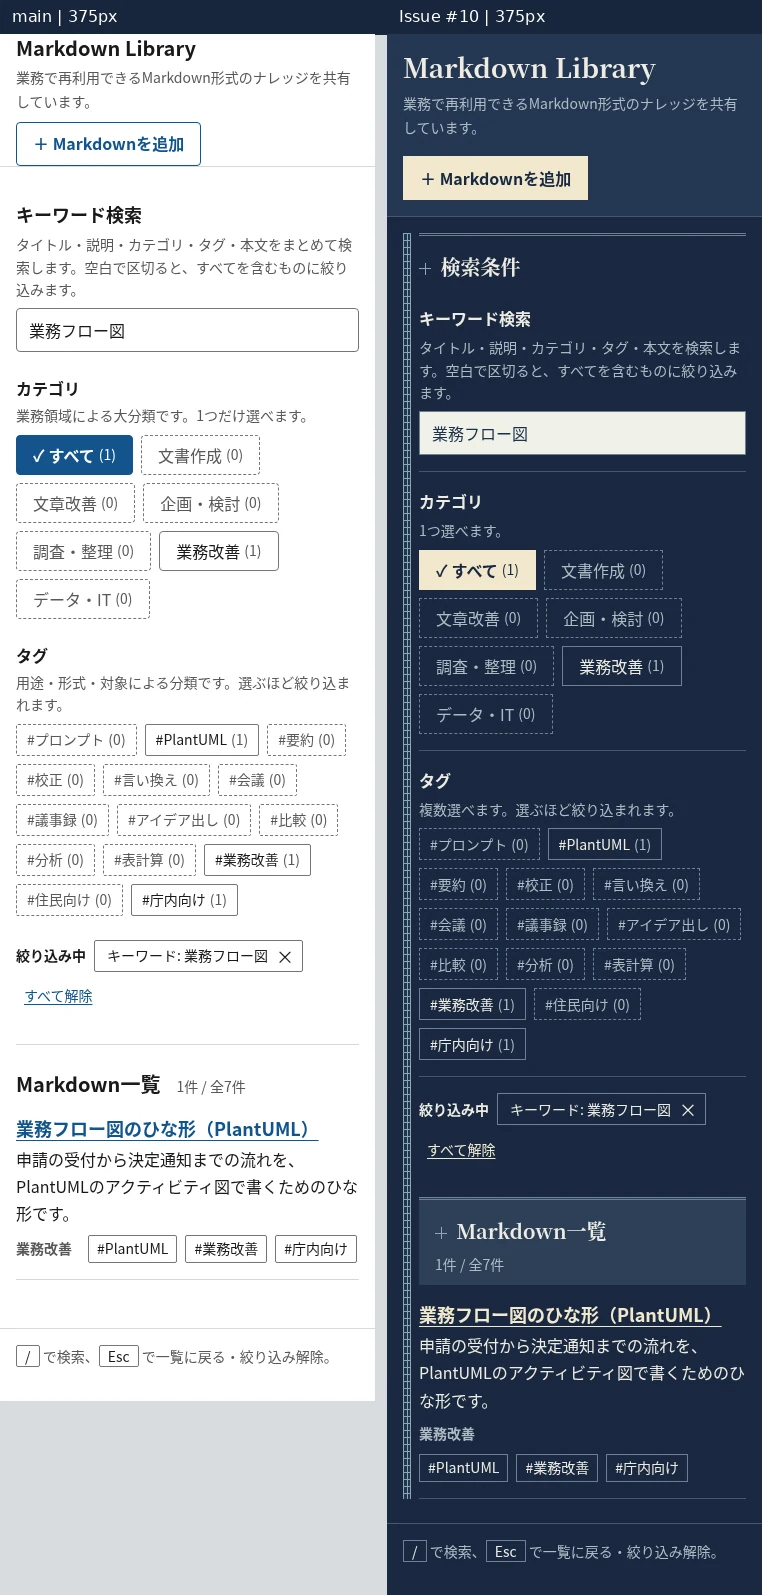 main | 375px
Markdown Library
業務で再利用できるMarkdown形式のナレッジを共有
しています。
＋ Markdownを追加
キーワード検索
タイトル・説明・カテゴリ・タグ・本文をまとめて検
索します。空白で区切ると、すべてを含むものに絞り
込みます。
業務フロー図
カテゴリ
業務領域による大分類です。1つだけ選べます。
✓ すべて (1) 文書作成 (0)
文章改善 (0) 企画・検討 (0)
調査・整理 (0) 業務改善 (1)
データ・IT (0)
タグ
用途・形式・対象による分類です。選ぶほど絞り込ま
れます。
#プロンプト (0) #PlantUML (1) #要約 (0)
#校正 (0) #言い換え (0) #会議 (0)
#議事録 (0) #アイデア出し (0) #比較 (0)
#分析 (0) #表計算 (0) #業務改善 (1)
#住民向け (0) #庁内向け (1)
絞り込み中 キーワード: 業務フロー図 ×
すべて解除
Markdown一覧 1件 / 全7件
業務フロー図のひな形（PlantUML）
申請の受付から決定通知までの流れを、
PlantUMLのアクティビティ図で書くためのひな
形です。
業務改善 #PlantUML #業務改善 #庁内向け
/ で検索、 Esc で一覧に戻る・絞り込み解除。
Issue #10 | 375px
Markdown Library
業務で再利用できるMarkdown形式のナレッジを共有
しています。
＋ Markdownを追加
＋ 検索条件
キーワード検索
タイトル・説明・カテゴリ・タグ・本文を検索しま
す。空白で区切ると、すべてを含むものに絞り込み
ます。
業務フロー図
カテゴリ
1つ選べます。
✓ すべて (1) 文書作成 (0)
文章改善 (0) 企画・検討 (0)
調査・整理 (0) 業務改善 (1)
データ・IT (0)
タグ
複数選べます。選ぶほど絞り込まれます。
#プロンプト (0) #PlantUML (1)
#要約 (0) #校正 (0) #言い換え (0)
#会議 (0) #議事録 (0) #アイデア出し (0)
#比較 (0) #分析 (0) #表計算 (0)
#業務改善 (1) #住民向け (0)
#庁内向け (1)
絞り込み中 キーワード: 業務フロー図 ×
すべて解除
＋ Markdown一覧
1件 / 全7件
業務フロー図のひな形（PlantUML）
申請の受付から決定通知までの流れを、
PlantUMLのアクティビティ図で書くためのひ
な形です。
業務改善
#PlantUML #業務改善 #庁内向け
/ で検索、 Esc で一覧に戻る・絞り込み解除。